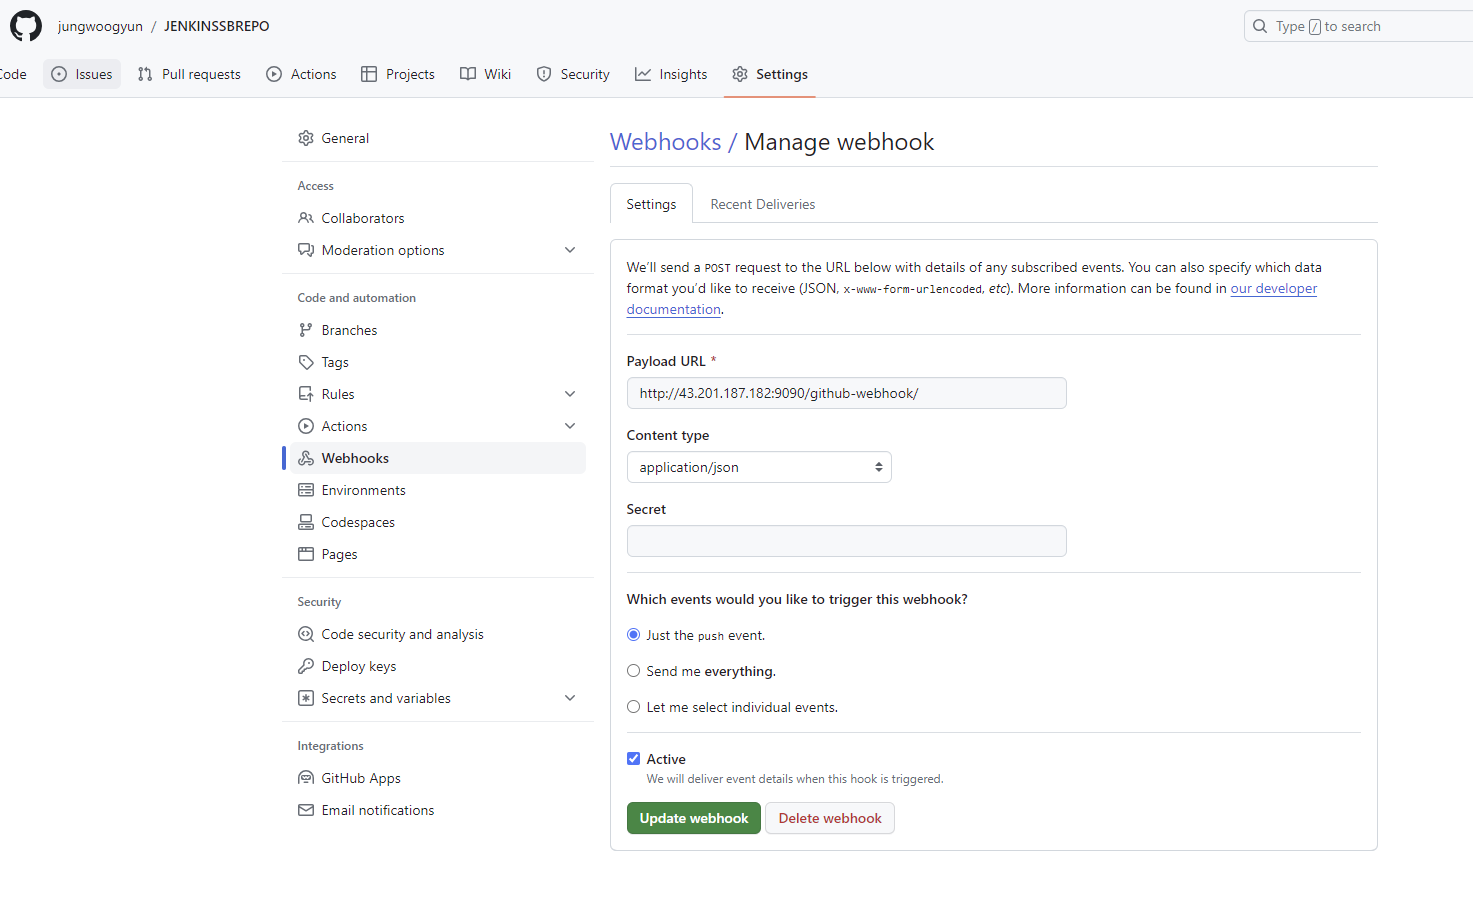 jungwoogyun / JENKINSSBREPO
Type / to search
Code
Issues
Pull requests
Actions
Projects
Wiki
Security
Insights
Settings
General
Access
Collaborators
Moderation options
Code and automation
Branches
Tags
Rules
Actions
Webhooks
Environments
Codespaces
Pages
Security
Code security and analysis
Deploy keys
Secrets and variables
Integrations
GitHub Apps
Email notifications
Webhooks / Manage webhook
Settings
Recent Deliveries
We'll send a POST request to the URL below with details of any subscribed events. You can also specify which data
format you'd like to receive (JSON, x-www-form-urlencoded, etc). More information can be found in our developer
documentation.
Payload URL *
http://43.201.187.182:9090/github-webhook/
Content type
application/json
Secret
Which events would you like to trigger this webhook?
Just the push event.
Send me everything.
Let me select individual events.
Active
We will deliver event details when this hook is triggered.
Update webhook
Delete webhook